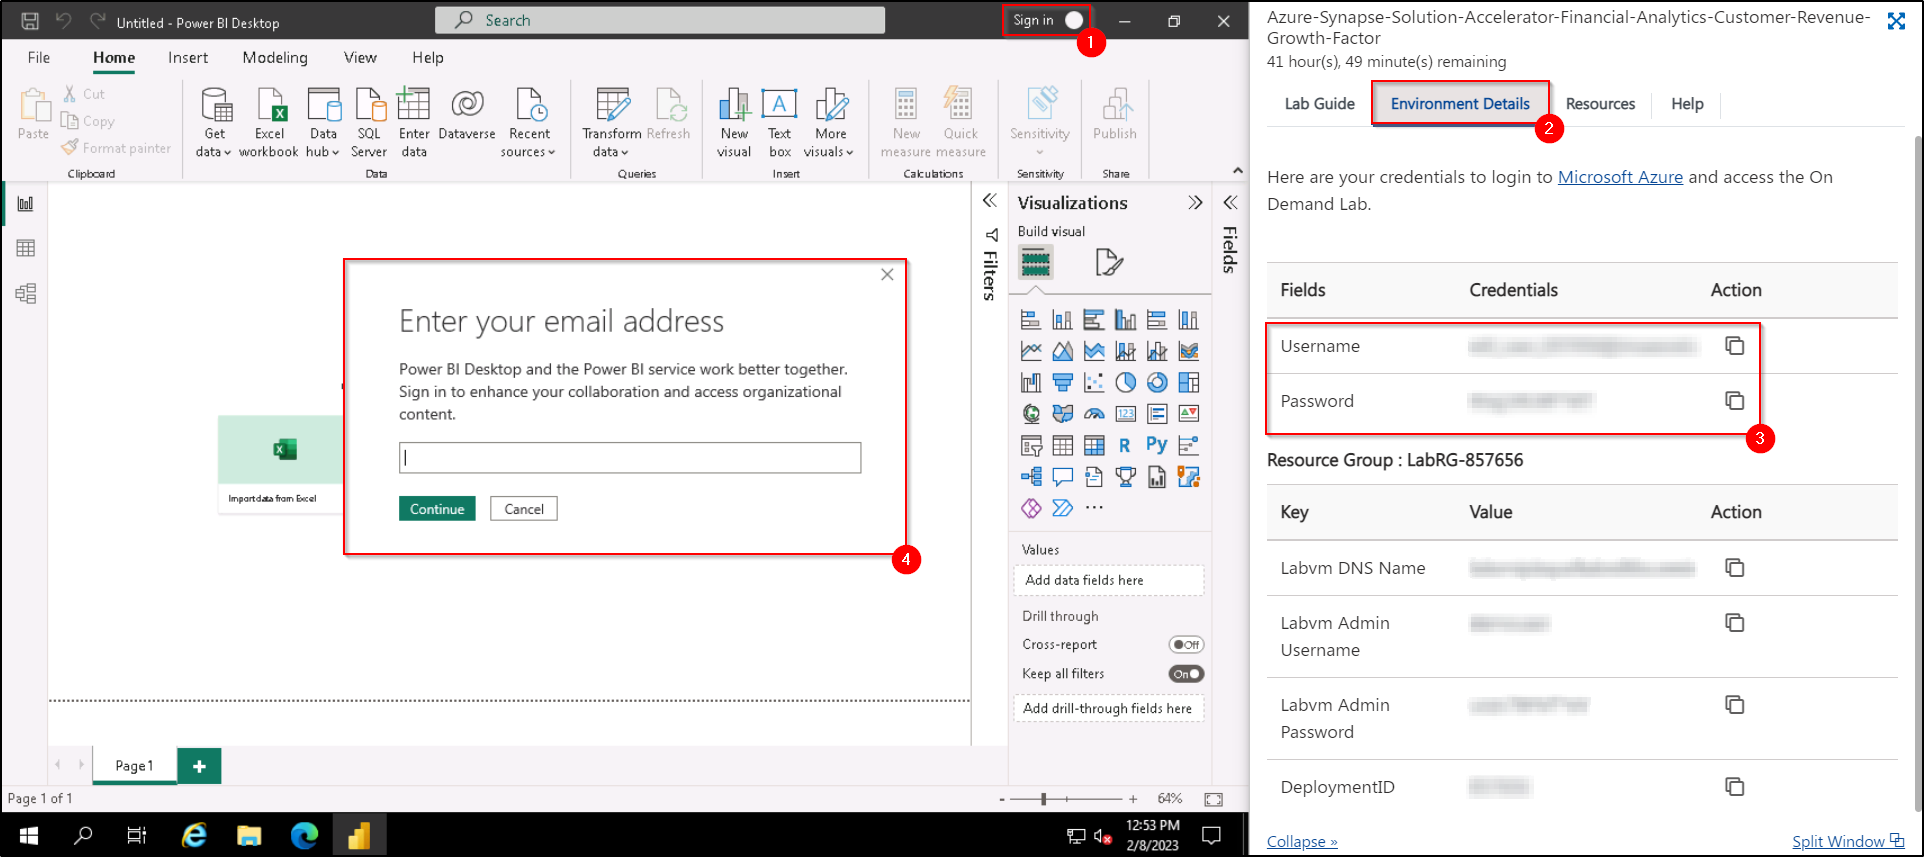 Untitled - Power BI Desktop
Search
Sign in
1
File
Home
Insert
Modeling
View
Help
Paste
Cut
Copy
Format painter
Clipboard
Get data
Excel workbook
Data hub
SQL Server
Enter data
Dataverse
Recent sources
Data
Transform data
Refresh
Queries
New visual
Text box
More visuals
Insert
New measure
Quick measure
Calculations
Sensitivity
Sensitivity
Publish
Share
Import data from Excel
Enter your email address
Power BI Desktop and the Power BI service work better together.
Sign in to enhance your collaboration and access organizational
content.
Continue
Cancel
4
Filters
Visualizations
Build visual
123
R
Py
Values
Add data fields here
Drill through
Cross-report
Off
Keep all filters
On
Add drill-through fields here
Fields
Page 1
Page 1 of 1
- + 64%
12:53 PM
2/8/2023
Azure-Synapse-Solution-Accelerator-Financial-Analytics-Customer-Revenue-
Growth-Factor
41 hour(s), 49 minute(s) remaining
Lab Guide
Environment Details
2
Resources
Help
Here are your credentials to login to Microsoft Azure and access the On
Demand Lab.
Fields Credentials Action
Username
Password
3
Resource Group : LabRG-857656
Key Value Action
Labvm DNS Name
Labvm Admin
Username
Labvm Admin
Password
DeploymentID
Collapse »
Split Window